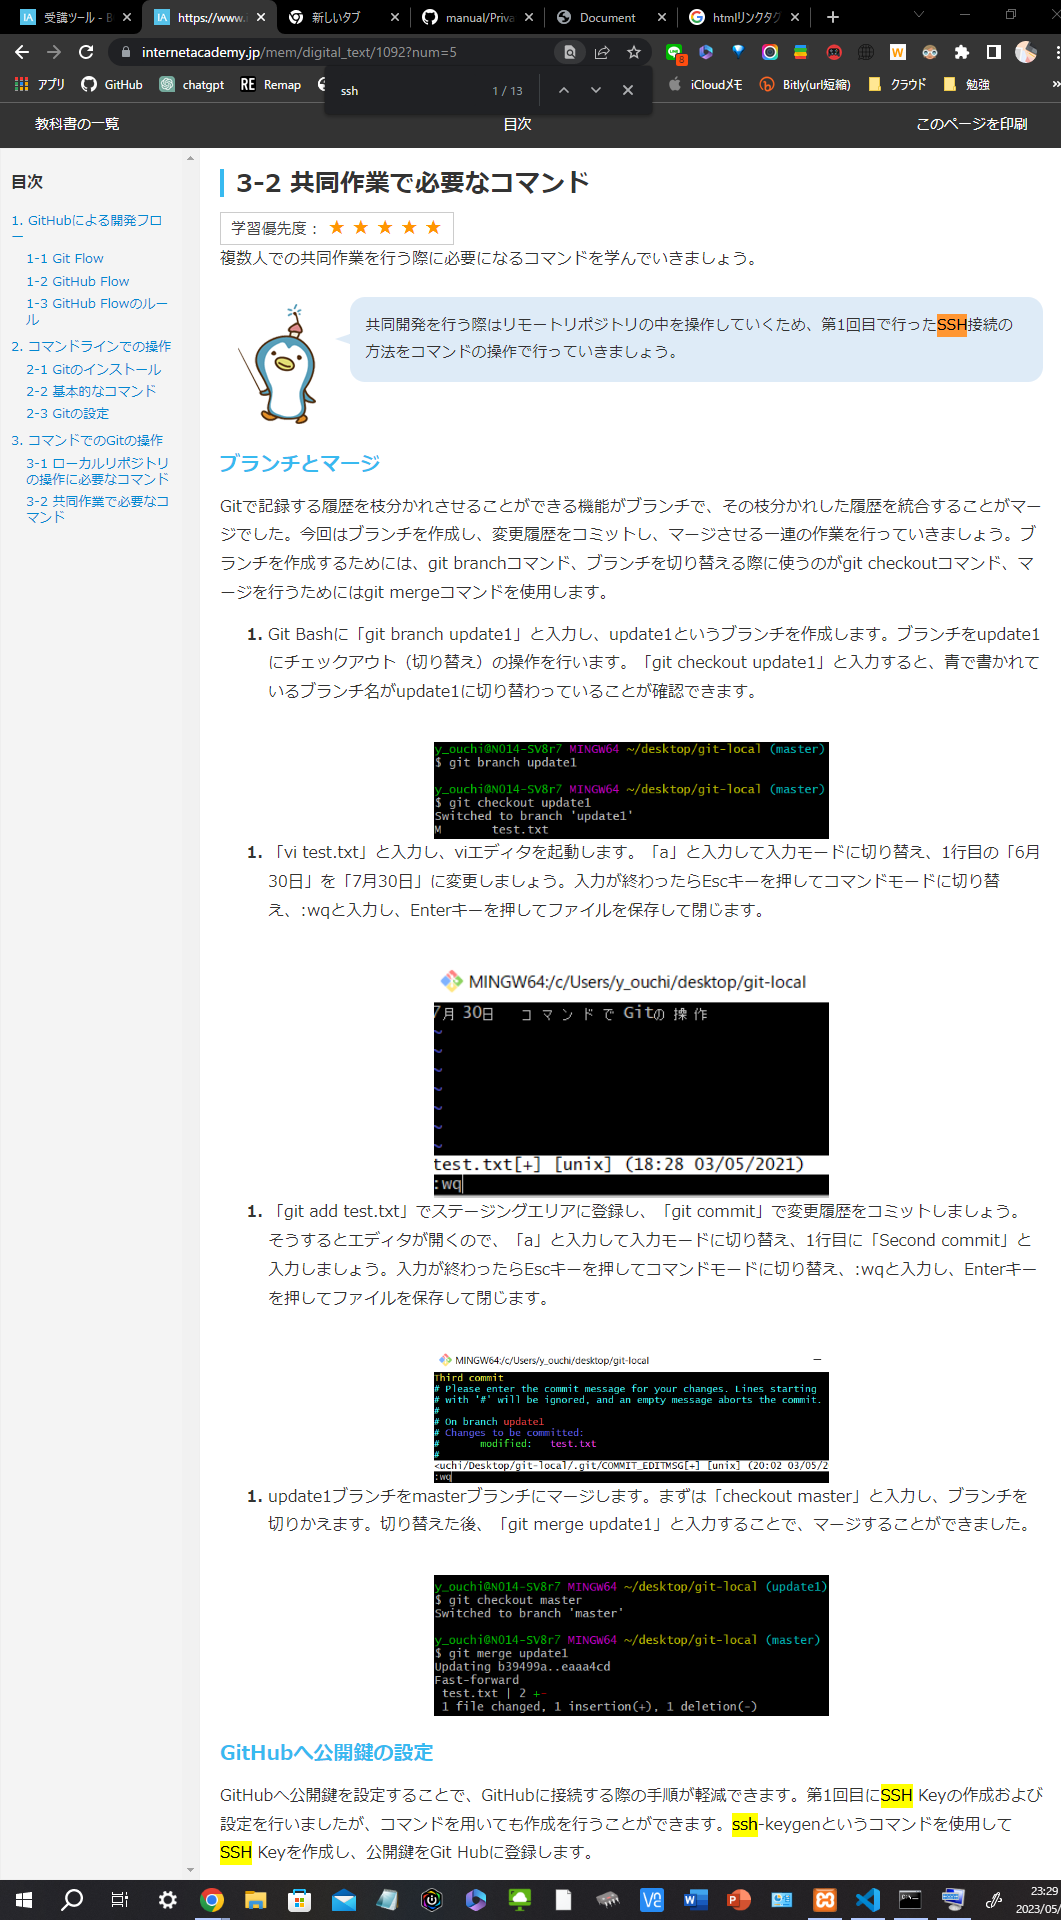 受講ツール - B
https://www.i
新しいタブ
manual/Priva
Document
htmlリンクタグ
internetacademy.jp/mem/digital_text/1092?num=5
アプリ
GitHub
chatgpt
RE Remap
iCloudメモ
Bitly(url短縮)
クラウド
勉強
ssh
1 / 13
教科書の一覧
目次
このページを印刷
目次
1. GitHubによる開発フロ
ー
1-1 Git Flow
1-2 GitHub Flow
1-3 GitHub Flowのルー
ル
2. コマンドラインでの操作
2-1 Gitのインストール
2-2 基本的なコマンド
2-3 Gitの設定
3. コマンドでのGitの操作
3-1 ローカルリポジトリ
の操作に必要なコマンド
3-2 共同作業で必要なコ
マンド
3-2 共同作業で必要なコマンド
学習優先度： ★ ★ ★ ★ ★
複数人での共同作業を行う際に必要になるコマンドを学んでいきましょう。
共同開発を行う際はリモートリポジトリの中を操作していくため、第1回目で行ったSSH接続の
方法をコマンドの操作で行っていきましょう。
ブランチとマージ
Gitで記録する履歴を枝分かれさせることができる機能がブランチで、その枝分かれした履歴を統合することがマー
ジでした。今回はブランチを作成し、変更履歴をコミットし、マージさせる一連の作業を行っていきましょう。ブ
ランチを作成するためには、git branchコマンド、ブランチを切り替える際に使うのがgit checkoutコマンド、マ
ージを行うためにはgit mergeコマンドを使用します。
1. Git Bashに「git branch update1」と入力し、update1というブランチを作成します。ブランチをupdate1
にチェックアウト（切り替え）の操作を行います。「git checkout update1」と入力すると、青で書かれて
いるブランチ名がupdate1に切り替わっていることが確認できます。
y_ouchi@NO14-SV8r7 MINGW64 ~/desktop/git-local (master)
$ git branch update1
y_ouchi@NO14-SV8r7 MINGW64 ~/desktop/git-local (master)
$ git checkout update1
Switched to branch 'update1'
M test.txt
1. 「vi test.txt」と入力し、viエディタを起動します。「a」と入力して入力モードに切り替え、1行目の「6月
30日」を「7月30日」に変更しましょう。入力が終わったらEscキーを押してコマンドモードに切り替
え、:wqと入力し、Enterキーを押してファイルを保存して閉じます。
MINGW64:/c/Users/y_ouchi/desktop/git-local
7月 30日 コマンドで Gitの操作
~
~
~
~
~
~
~
test.txt[+] [unix] (18:28 03/05/2021)
:wq
1. 「git add test.txt」でステージングエリアに登録し、「git commit」で変更履歴をコミットしましょう。
そうするとエディタが開くので、「a」と入力して入力モードに切り替え、1行目に「Second commit」と
入力しましょう。入力が終わったらEscキーを押してコマンドモードに切り替え、:wqと入力し、Enterキー
を押してファイルを保存して閉じます。
MINGW64:/c/Users/y_ouchi/desktop/git-local
Third commit
# Please enter the commit message for your changes. Lines starting
# with '#' will be ignored, and an empty message aborts the commit.
#
# On branch update1
# Changes to be committed:
# modified: test.txt
#
<uchi/Desktop/git-local/.git/COMMIT_EDITMSG[+] [unix] (20:02 03/05/2
:wq
1. update1ブランチをmasterブランチにマージします。まずは「checkout master」と入力し、ブランチを
切りかえます。切り替えた後、「git merge update1」と入力することで、マージすることができました。
y_ouchi@NO14-SV8r7 MINGW64 ~/desktop/git-local (update1)
$ git checkout master
Switched to branch 'master'
y_ouchi@NO14-SV8r7 MINGW64 ~/desktop/git-local (master)
$ git merge update1
Updating b39499a..eaaa4cd
Fast-forward
test.txt | 2 +-
1 file changed, 1 insertion(+), 1 deletion(-)
GitHubへ公開鍵の設定
GitHubへ公開鍵を設定することで、GitHubに接続する際の手順が軽減できます。第1回目にSSH Keyの作成および
設定を行いましたが、コマンドを用いても作成を行うことができます。ssh-keygenというコマンドを使用して
SSH Keyを作成し、公開鍵をGit Hubに登録します。
23:29
2023/05/